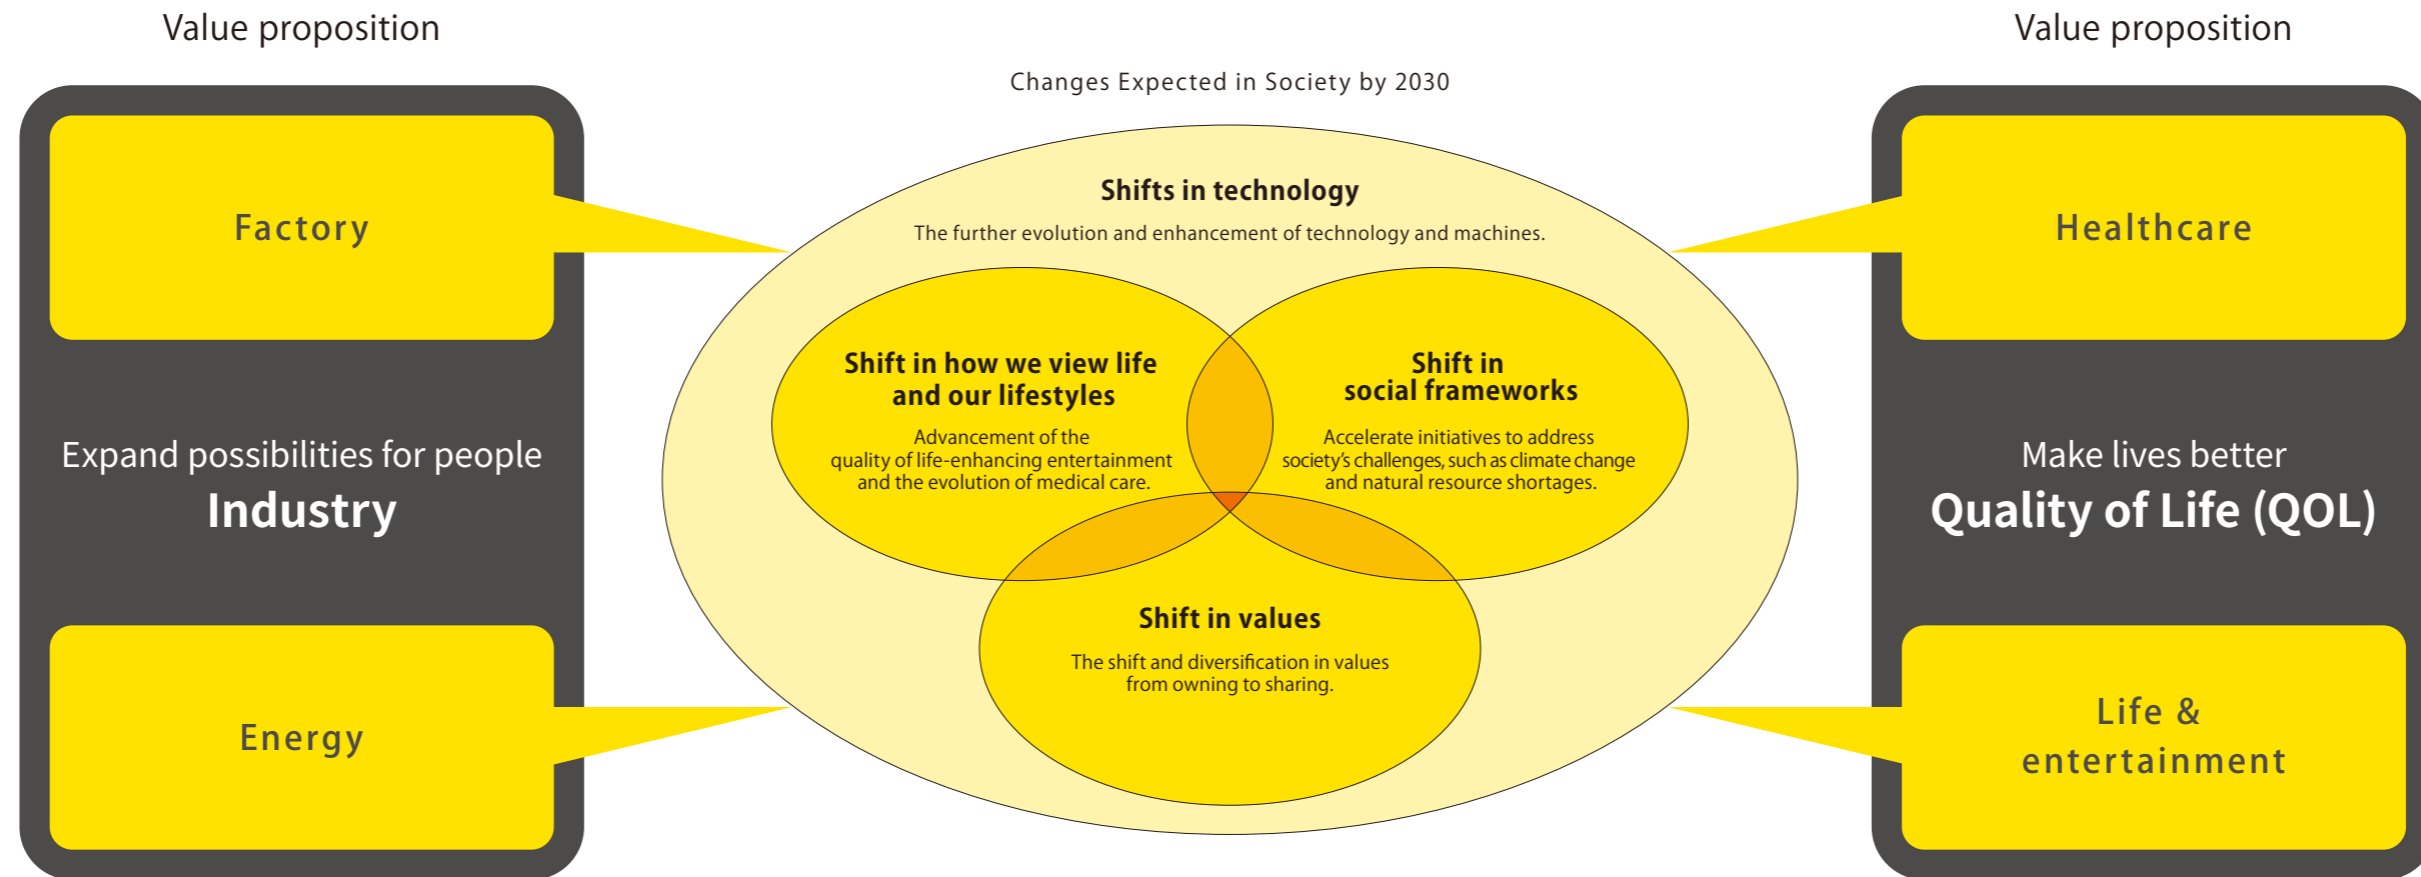 Value proposition
Factory
Expand possibilities for people
Industry
Energy
Changes Expected in Society by 2030
Shifts in technology
The further evolution and enhancement of technology and machines.
Shift in how we view life
and our lifestyles
Advancement of the
quality of life-enhancing entertainment
and the evolution of medical care.
Shift in
social frameworks
Accelerate initiatives to address
society’s challenges, such as climate change
and natural resource shortages.
Shift in values
The shift and diversification in values
from owning to sharing.
Value proposition
Healthcare
Make lives better
Quality of Life (QOL)
Life &
entertainment